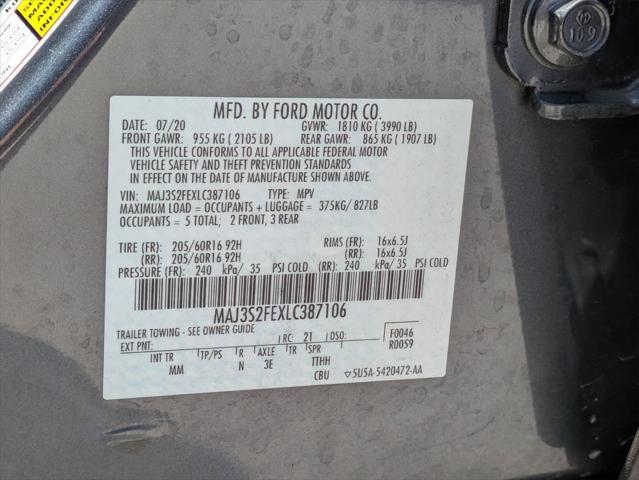 MFD. BY FORD MOTOR CO.
DATE: 07/20 GVWR: 1810 KG ( 3990 LB)
FRONT GAWR: 955 KG ( 2105 LB) REAR GAWR: 865 KG ( 1907 LB)
THIS VEHICLE CONFORMS TO ALL APPLICABLE FEDERAL MOTOR
VEHICLE SAFETY AND THEFT PREVENTION STANDARDS
IN EFFECT ON THE DATE OF MANUFACTURE SHOWN ABOVE.
VIN: MAJ3S2FEXLC387106 TYPE: MPV
MAXIMUM LOAD = OCCUPANTS + LUGGAGE = 375KG/ 827LB
OCCUPANTS = 5 TOTAL; 2 FRONT, 3 REAR
TIRE (FR): 205/60R16 92H RIMS (FR): 16x6.5J
(RR): 205/60R16 92H (RR): 16x6.5J
PRESSURE (FR): 240 kPa/ 35 PSI COLD (RR): 240 kPa/ 35 PSI COLD
MAJ3S2FEXLC387106
TRAILER TOWING - SEE OWNER GUIDE
EXT PNT: RC: 21 DSO: F0046
R0059
INT TR TP/PS R AXLE TR SPR
MM N 3E TTHH
CBU ▽5U5A-5420472-AA
109